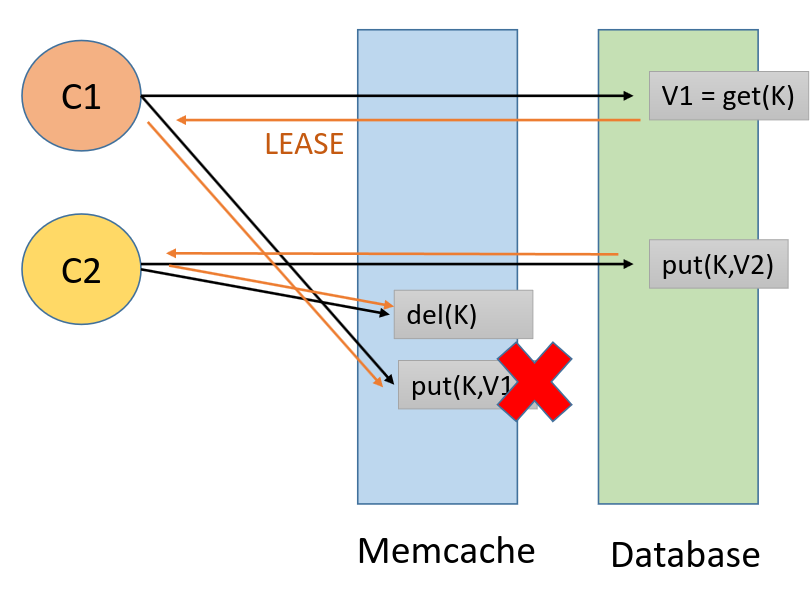 C1
V1 = get(K)
LEASE
C2
put(K,V2)
del(K)
put(K,V1
Memcache
Database